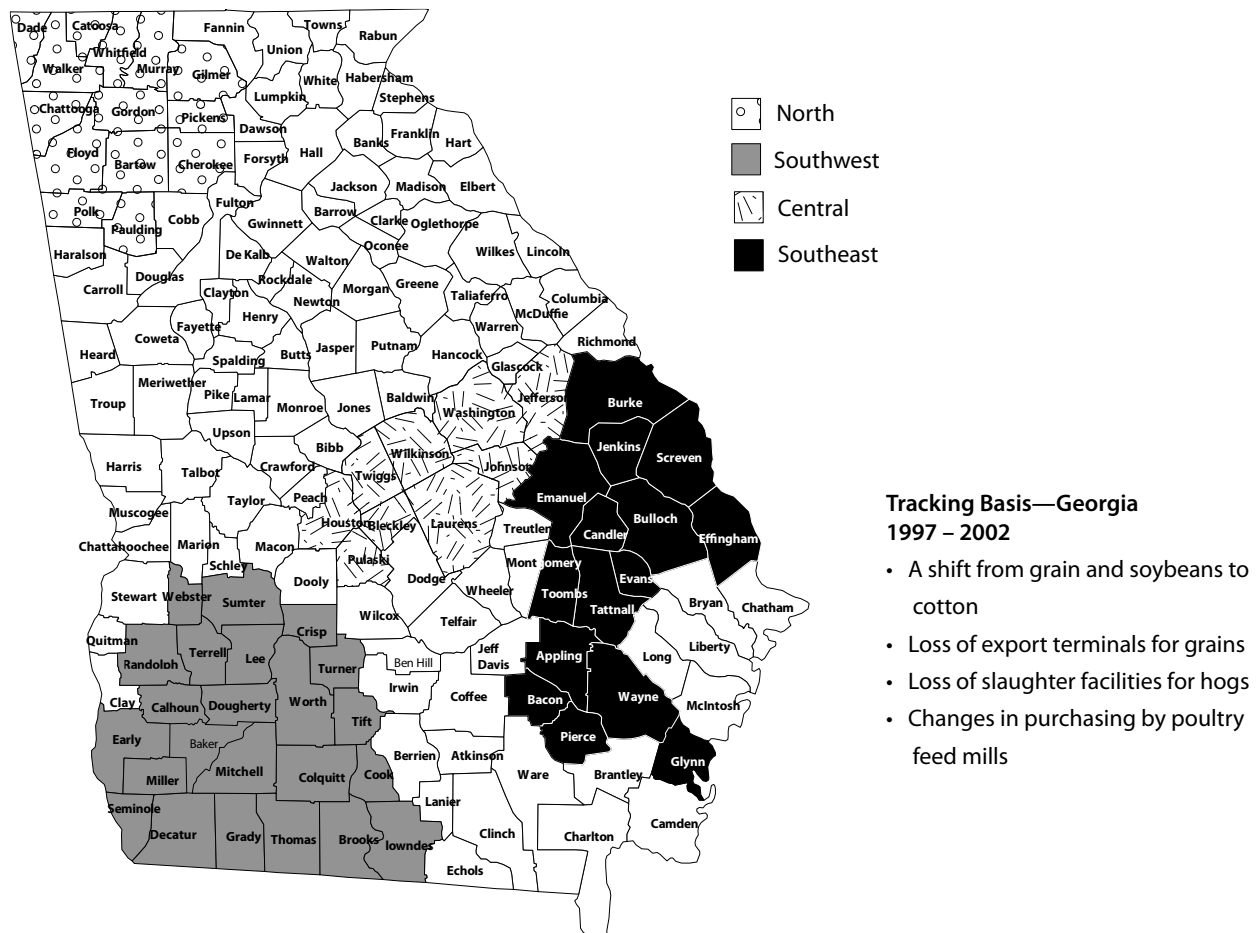 Dade
Catoosa
Fannin
Towns
Rabun
Union
Whitfield
Walker
Murray
Gilmer
White
Habersham
Lumpkin
Stephens
Chattooga
Gordon
Pickens
Dawson
Franklin
Banks
Hart
Floyd
Bartow
Cherokee
Forsyth
Hall
Jackson
Madison
Elbert
Polk
Fulton
Barrow
Paulding
Cobb
Gwinnett
Clarke
Oglethorpe
Oconee
Haralson
De Kalb
Walton
Wilkes
Lincoln
Douglas
Rockdale
Carroll
Clayton
Newton
Morgan
Greene
Taliaferro
Columbia
McDuffie
Henry
Fayette
Warren
Coweta
Heard
Spalding
Butts
Jasper
Putnam
Hancock
Richmond
Glascock
Meriwether
Troup
Pike
Lamar
Monroe
Jones
Baldwin
Washington
Jefferson
Burke
Upson
Bibb
Wilkinson
Jenkins
Screven
Harris
Talbot
Crawford
Twiggs
Johnson
Taylor
Peach
Emanuel
Muscogee
Houston
Bleckley
Laurens
Treutlen
Candler
Bulloch
Effingham
Chattahoochee
Marion
Macon
Pulaski
Schley
Dooly
Dodge
Montgomery
Evans
Stewart
Webster
Sumter
Wheeler
Toombs
Tattnall
Bryan
Chatham
Wilcox
Telfair
Quitman
Crisp
Randolph
Terrell
Lee
Turner
Ben Hill
Jeff
Davis
Appling
Long
Liberty
Clay
Calhoun
Dougherty
Worth
Irwin
Coffee
Bacon
Wayne
McIntosh
Tift
Early
Baker
Pierce
Berrien
Atkinson
Miller
Mitchell
Colquitt
Cook
Ware
Brantley
Glynn
Seminole
Lanier
Decatur
Grady
Thomas
Brooks
lowndes
Clinch
Charlton
Camden
Echols
North
Southwest
Central
Southeast
Tracking Basis—Georgia
1997 – 2002
• A shift from grain and soybeans to
cotton
• Loss of export terminals for grains
• Loss of slaughter facilities for hogs
• Changes in purchasing by poultry
feed mills